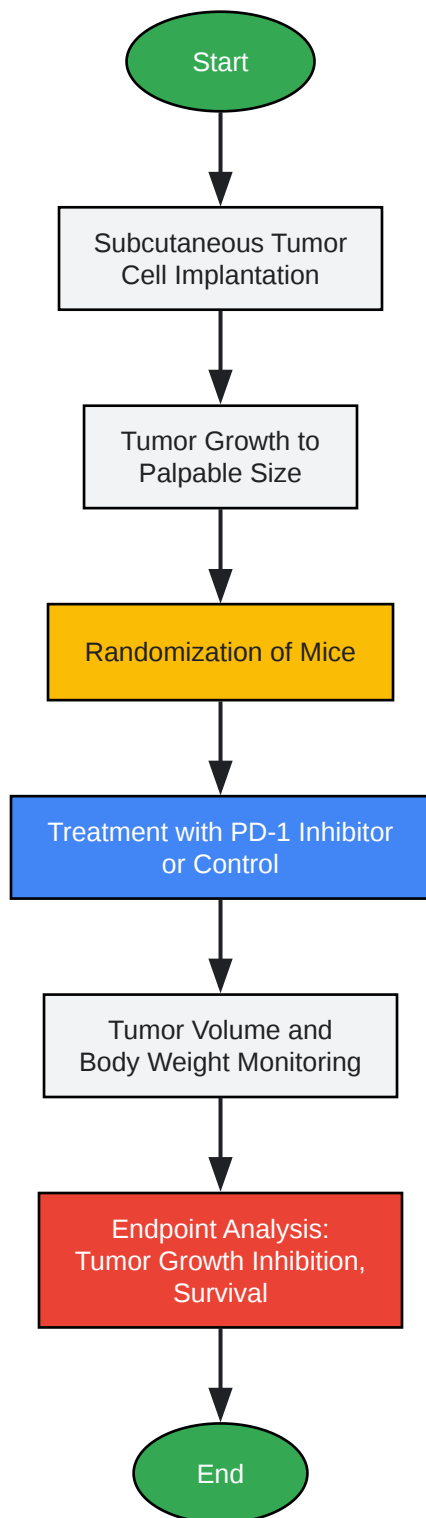 Start
Subcutaneous Tumor
Cell Implantation
Tumor Growth to
Palpable Size
Randomization of Mice
Treatment with PD-1 Inhibitor
or Control
Tumor Volume and
Body Weight Monitoring
Endpoint Analysis:
Tumor Growth Inhibition,
Survival
End